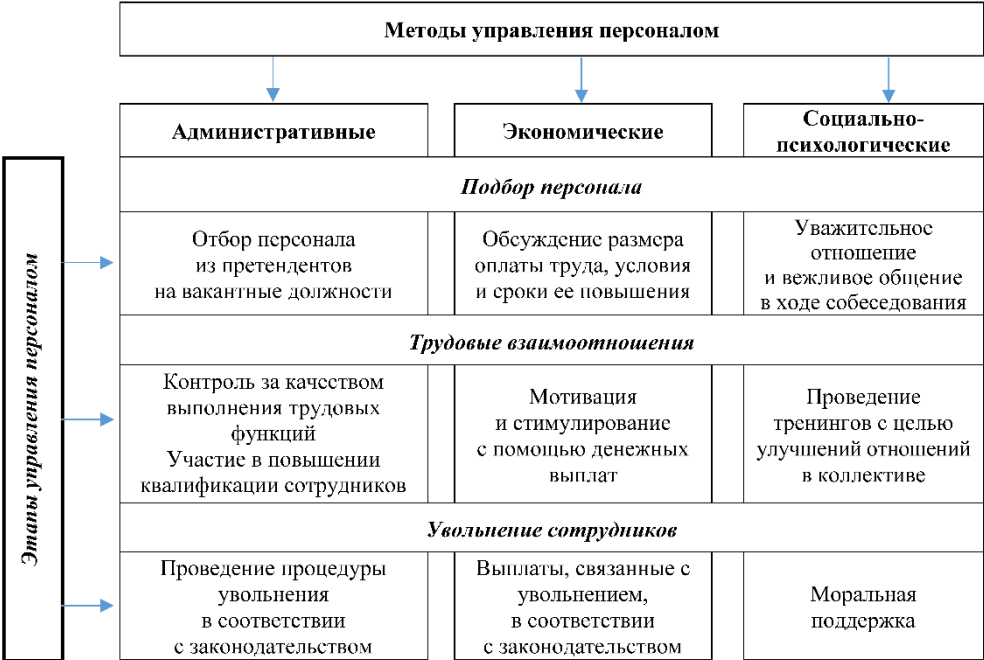 Методы управления персоналом
Административные
Экономические
Социально-
психологические
Этапы управления персоналом
Подбор персонала
Отбор персонала
из претендентов
на вакантные должности
Обсуждение размера
оплаты труда, условия
и сроки ее повышения
Уважительное
отношение
и вежливое общение
в ходе собеседования
Трудовые взаимоотношения
Контроль за качеством
выполнения трудовых
функций
Участие в повышении
квалификации сотрудников
Мотивация
и стимулирование
с помощью денежных
выплат
Проведение
тренингов с целью
улучшений отношений
в коллективе
Увольнение сотрудников
Проведение процедуры
увольнения
в соответствии
с законодательством
Выплаты, связанные с
увольнением,
в соответствии
с законодательством
Моральная
поддержка